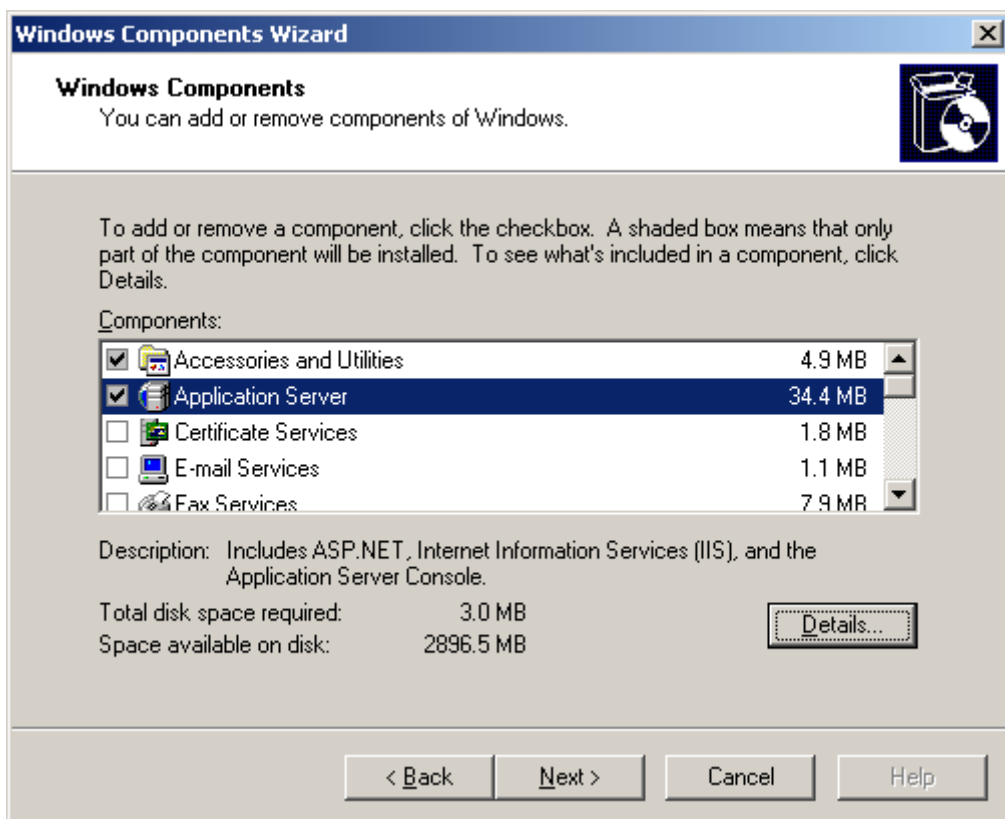 Windows Components Wizard
Windows Components
You can add or remove components of Windows.
To add or remove a component, click the checkbox. A shaded box means that only
part of the component will be installed. To see what's included in a component, click
Details.
Components:
Accessories and Utilities 4.9 MB
Application Server 34.4 MB
Certificate Services 1.8 MB
E-mail Services 1.1 MB
Fax Services 7.9 MB
Description: Includes ASP.NET, Internet Information Services (IIS), and the
Application Server Console.
Total disk space required: 3.0 MB
Space available on disk: 2896.5 MB
Details...
< Back Next > Cancel Help